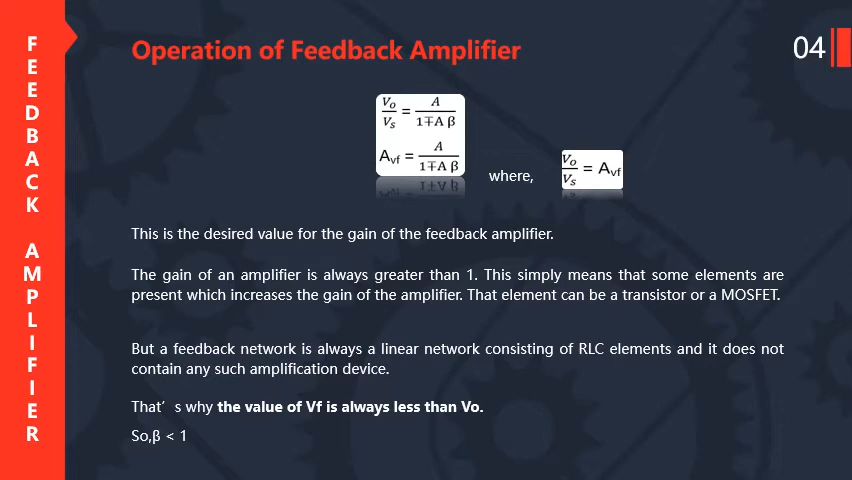 FEEDBACK AMPLIFIER
Operation of Feedback Amplifier
04
Vo/Vs = A/(1∓A β)
Avf = A/(1∓A β)
where,
Vo/Vs = Avf
This is the desired value for the gain of the feedback amplifier.
The gain of an amplifier is always greater than 1. This simply means that some elements are
present which increases the gain of the amplifier. That element can be a transistor or a MOSFET.
But a feedback network is always a linear network consisting of RLC elements and it does not
contain any such amplification device.
That's why the value of Vf is always less than Vo.
So,β < 1